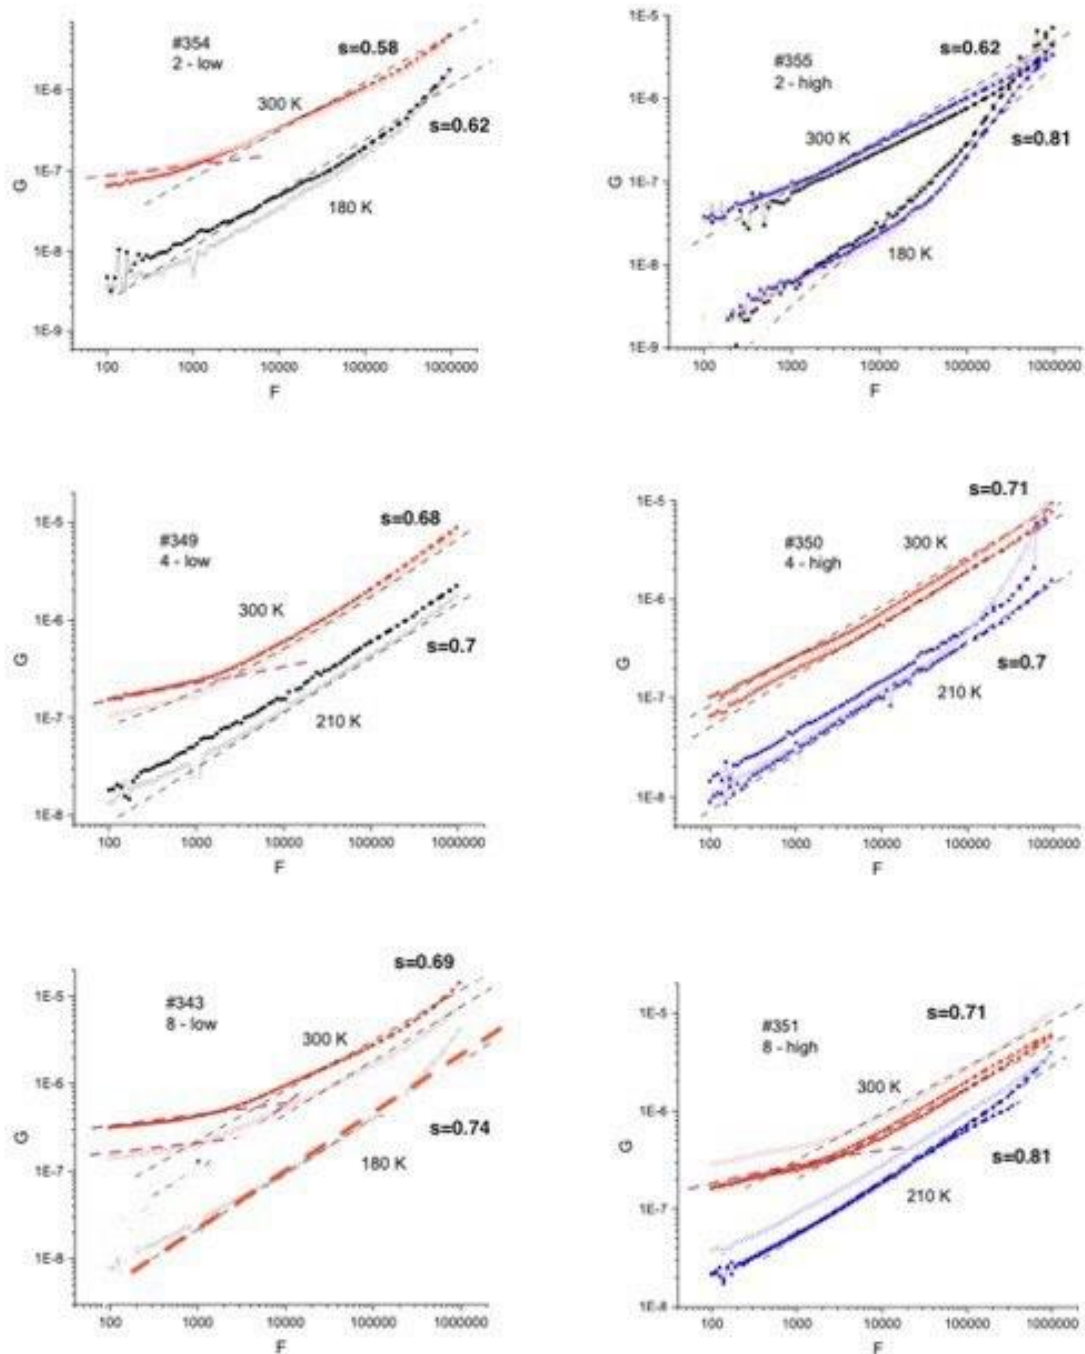 #354
2 - low
s=0.58
300 K
s=0.62
180 K
1E-6
1E-7
1E-8
1E-9
G
100 1000 10000 100000 1000000
F
#355
2 - high
s=0.62
300 K
s=0.81
180 K
1E-5
1E-6
1E-7
1E-8
1E-9
G
100 1000 10000 100000 1000000
F
#349
4 - low
s=0.68
300 K
s=0.7
210 K
1E-5
1E-6
1E-7
1E-8
G
100 1000 10000 100000 1000000
F
#350
4 - high
s=0.71
300 K
s=0.7
210 K
1E-5
1E-6
1E-7
1E-8
G
100 1000 10000 100000 1000000
F
#343
8 - low
s=0.69
300 K
s=0.74
180 K
1E-5
1E-6
1E-7
1E-8
G
100 1000 10000 100000 1000000
F
#351
8 - high
s=0.71
300 K
s=0.81
210 K
1E-5
1E-6
1E-7
1E-8
G
100 1000 10000 100000 1000000
F